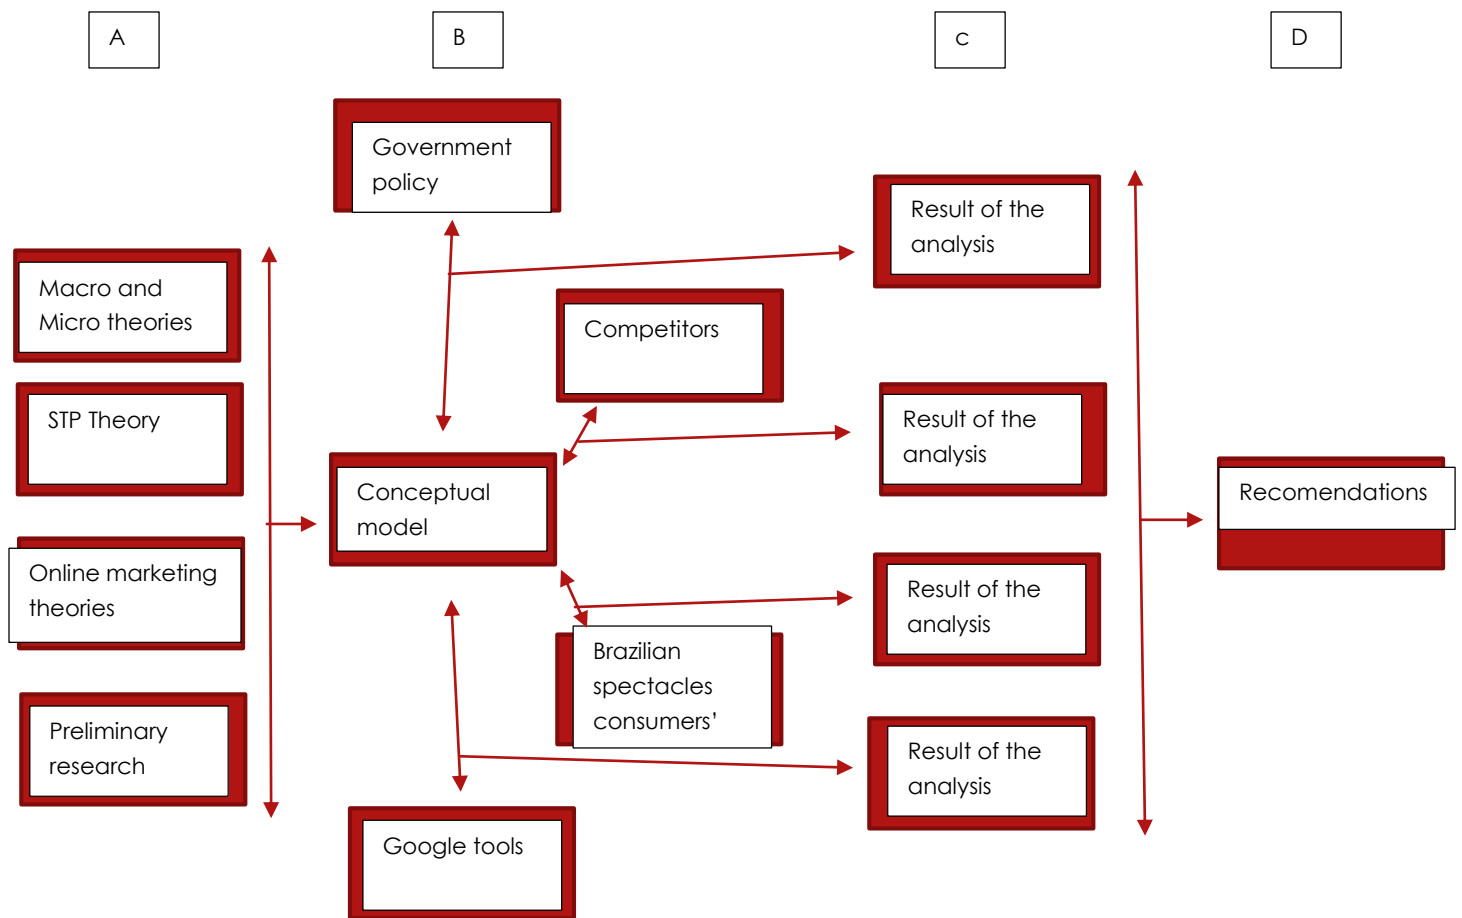 A
B
c
D
Government
policy
Macro and
Micro theories
STP Theory
Online marketing
theories
Preliminary
research
Competitors
Conceptual
model
Brazilian
spectacles
consumers’
Google tools
Result of the
analysis
Result of the
analysis
Result of the
analysis
Result of the
analysis
Recomendations